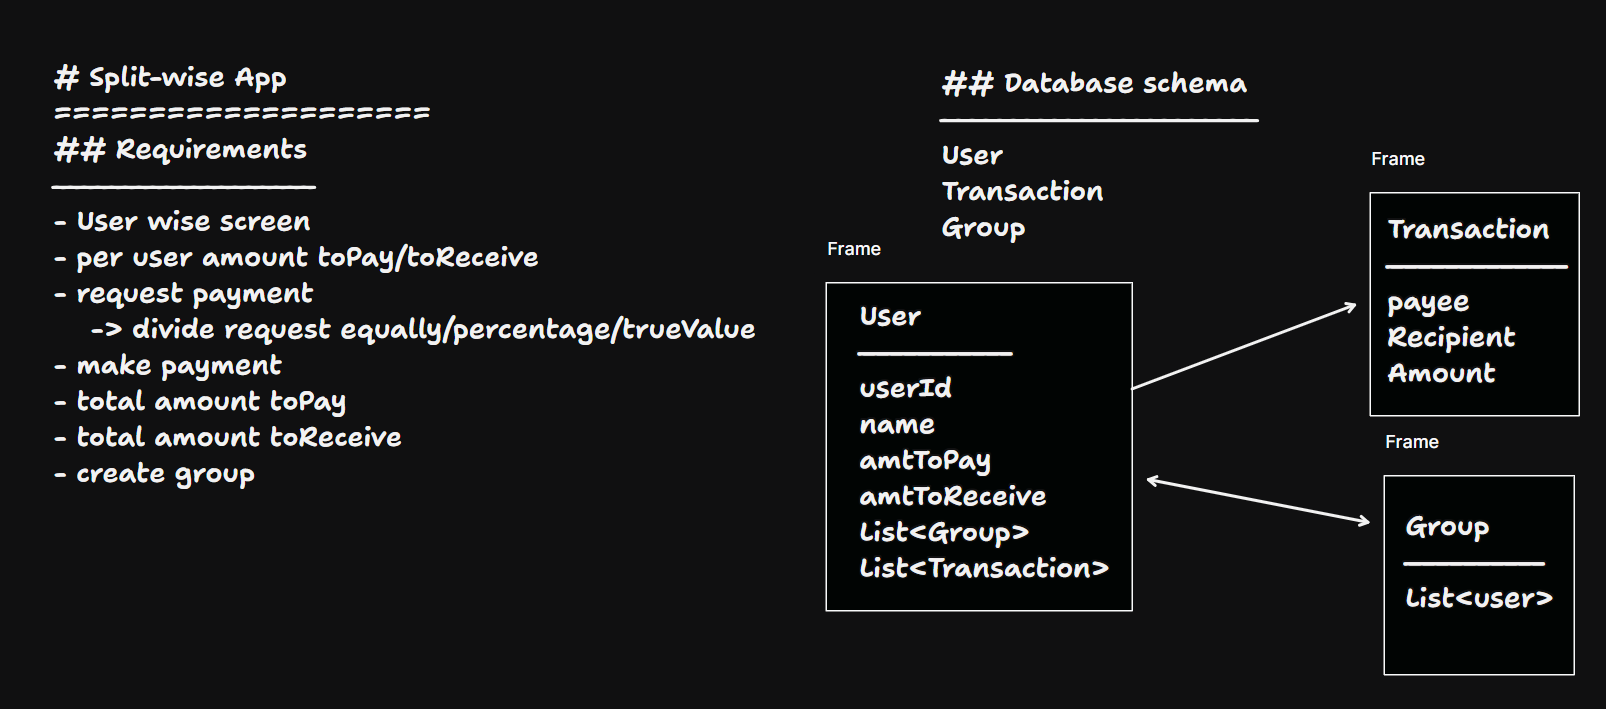 # Split-wise App
====================
## Requirements
- User wise screen
- per user amount toPay/toReceive
- request payment
-> divide request equally/percentage/trueValue
- make payment
- total amount toPay
- total amount toReceive
- create group
## Database schema
User
Transaction
Group
Frame
User
userId
name
amtToPay
amtToReceive
List<Group>
List<Transaction>
Frame
Transaction
payee
Recipient
Amount
Frame
Group
List<user>